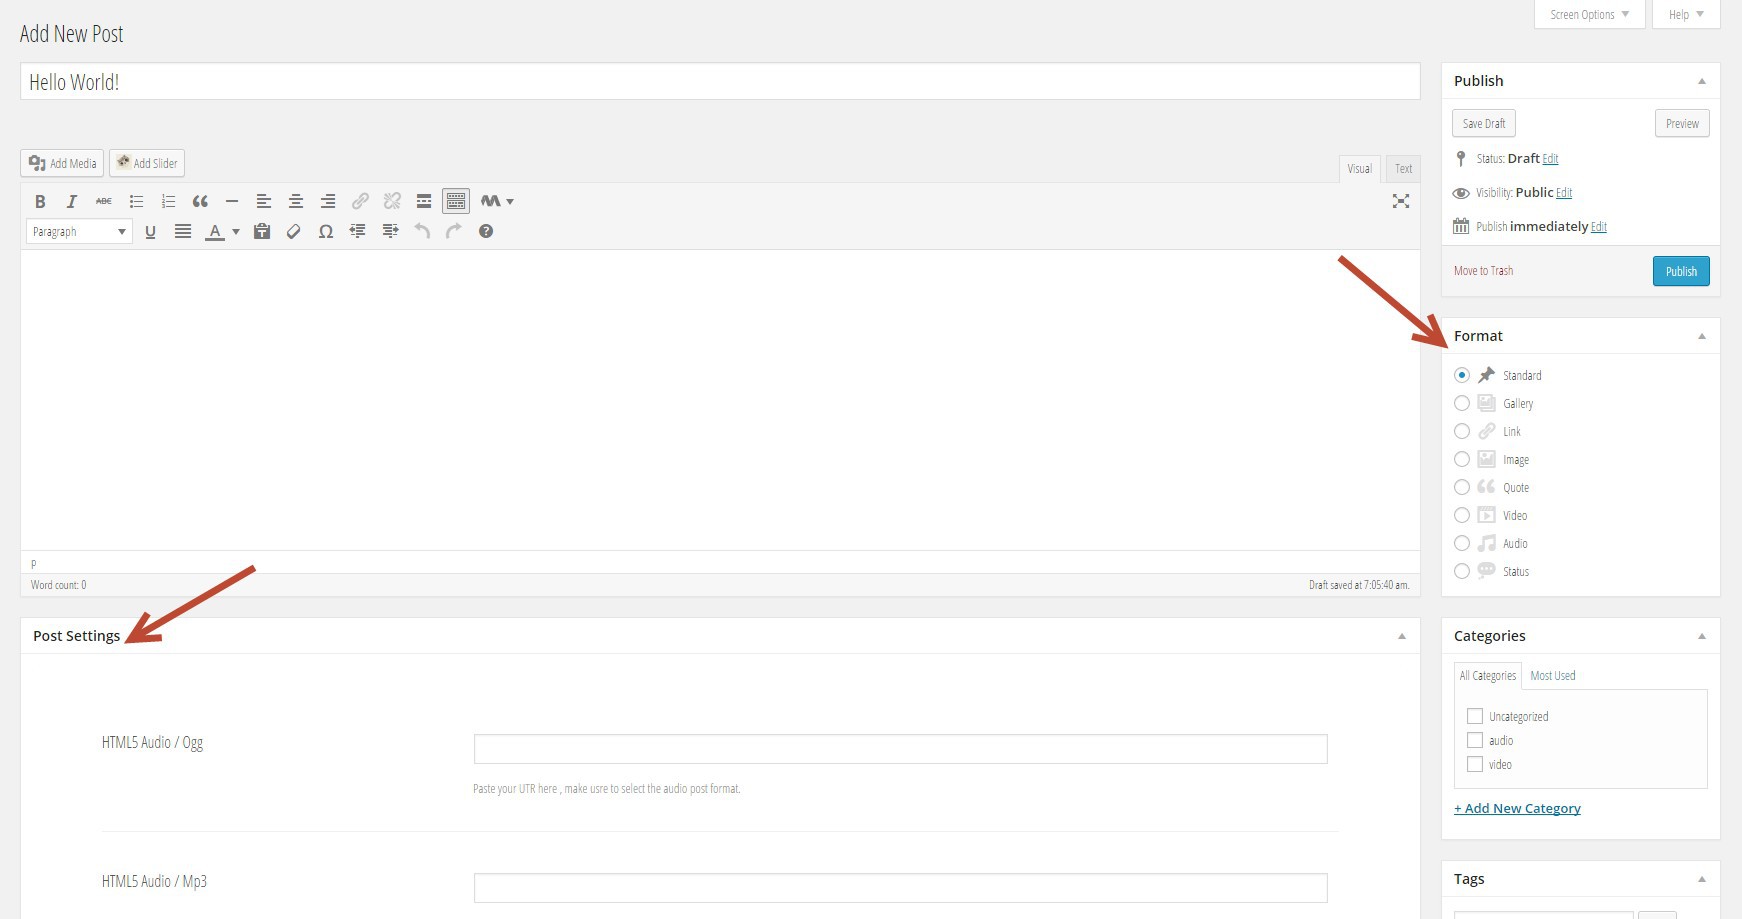 Screen Options
Help
Add New Post
Hello World!
Add Media
Add Slider
Visual
Text
B I ABC
Paragraph
U A Ω
P
Word count: 0
Draft saved at 7:05:40 am.
Post Settings
HTML5 Audio / Ogg
Paste your UTR here , make usre to select the audio post format.
HTML5 Audio / Mp3
Publish
Save Draft
Preview
Status: Draft Edit
Visibility: Public Edit
Publish immediately Edit
Move to Trash
Publish
Format
Standard
Gallery
Link
Image
Quote
Video
Audio
Status
Categories
All Categories
Most Used
Uncategorized
audio
video
+ Add New Category
Tags